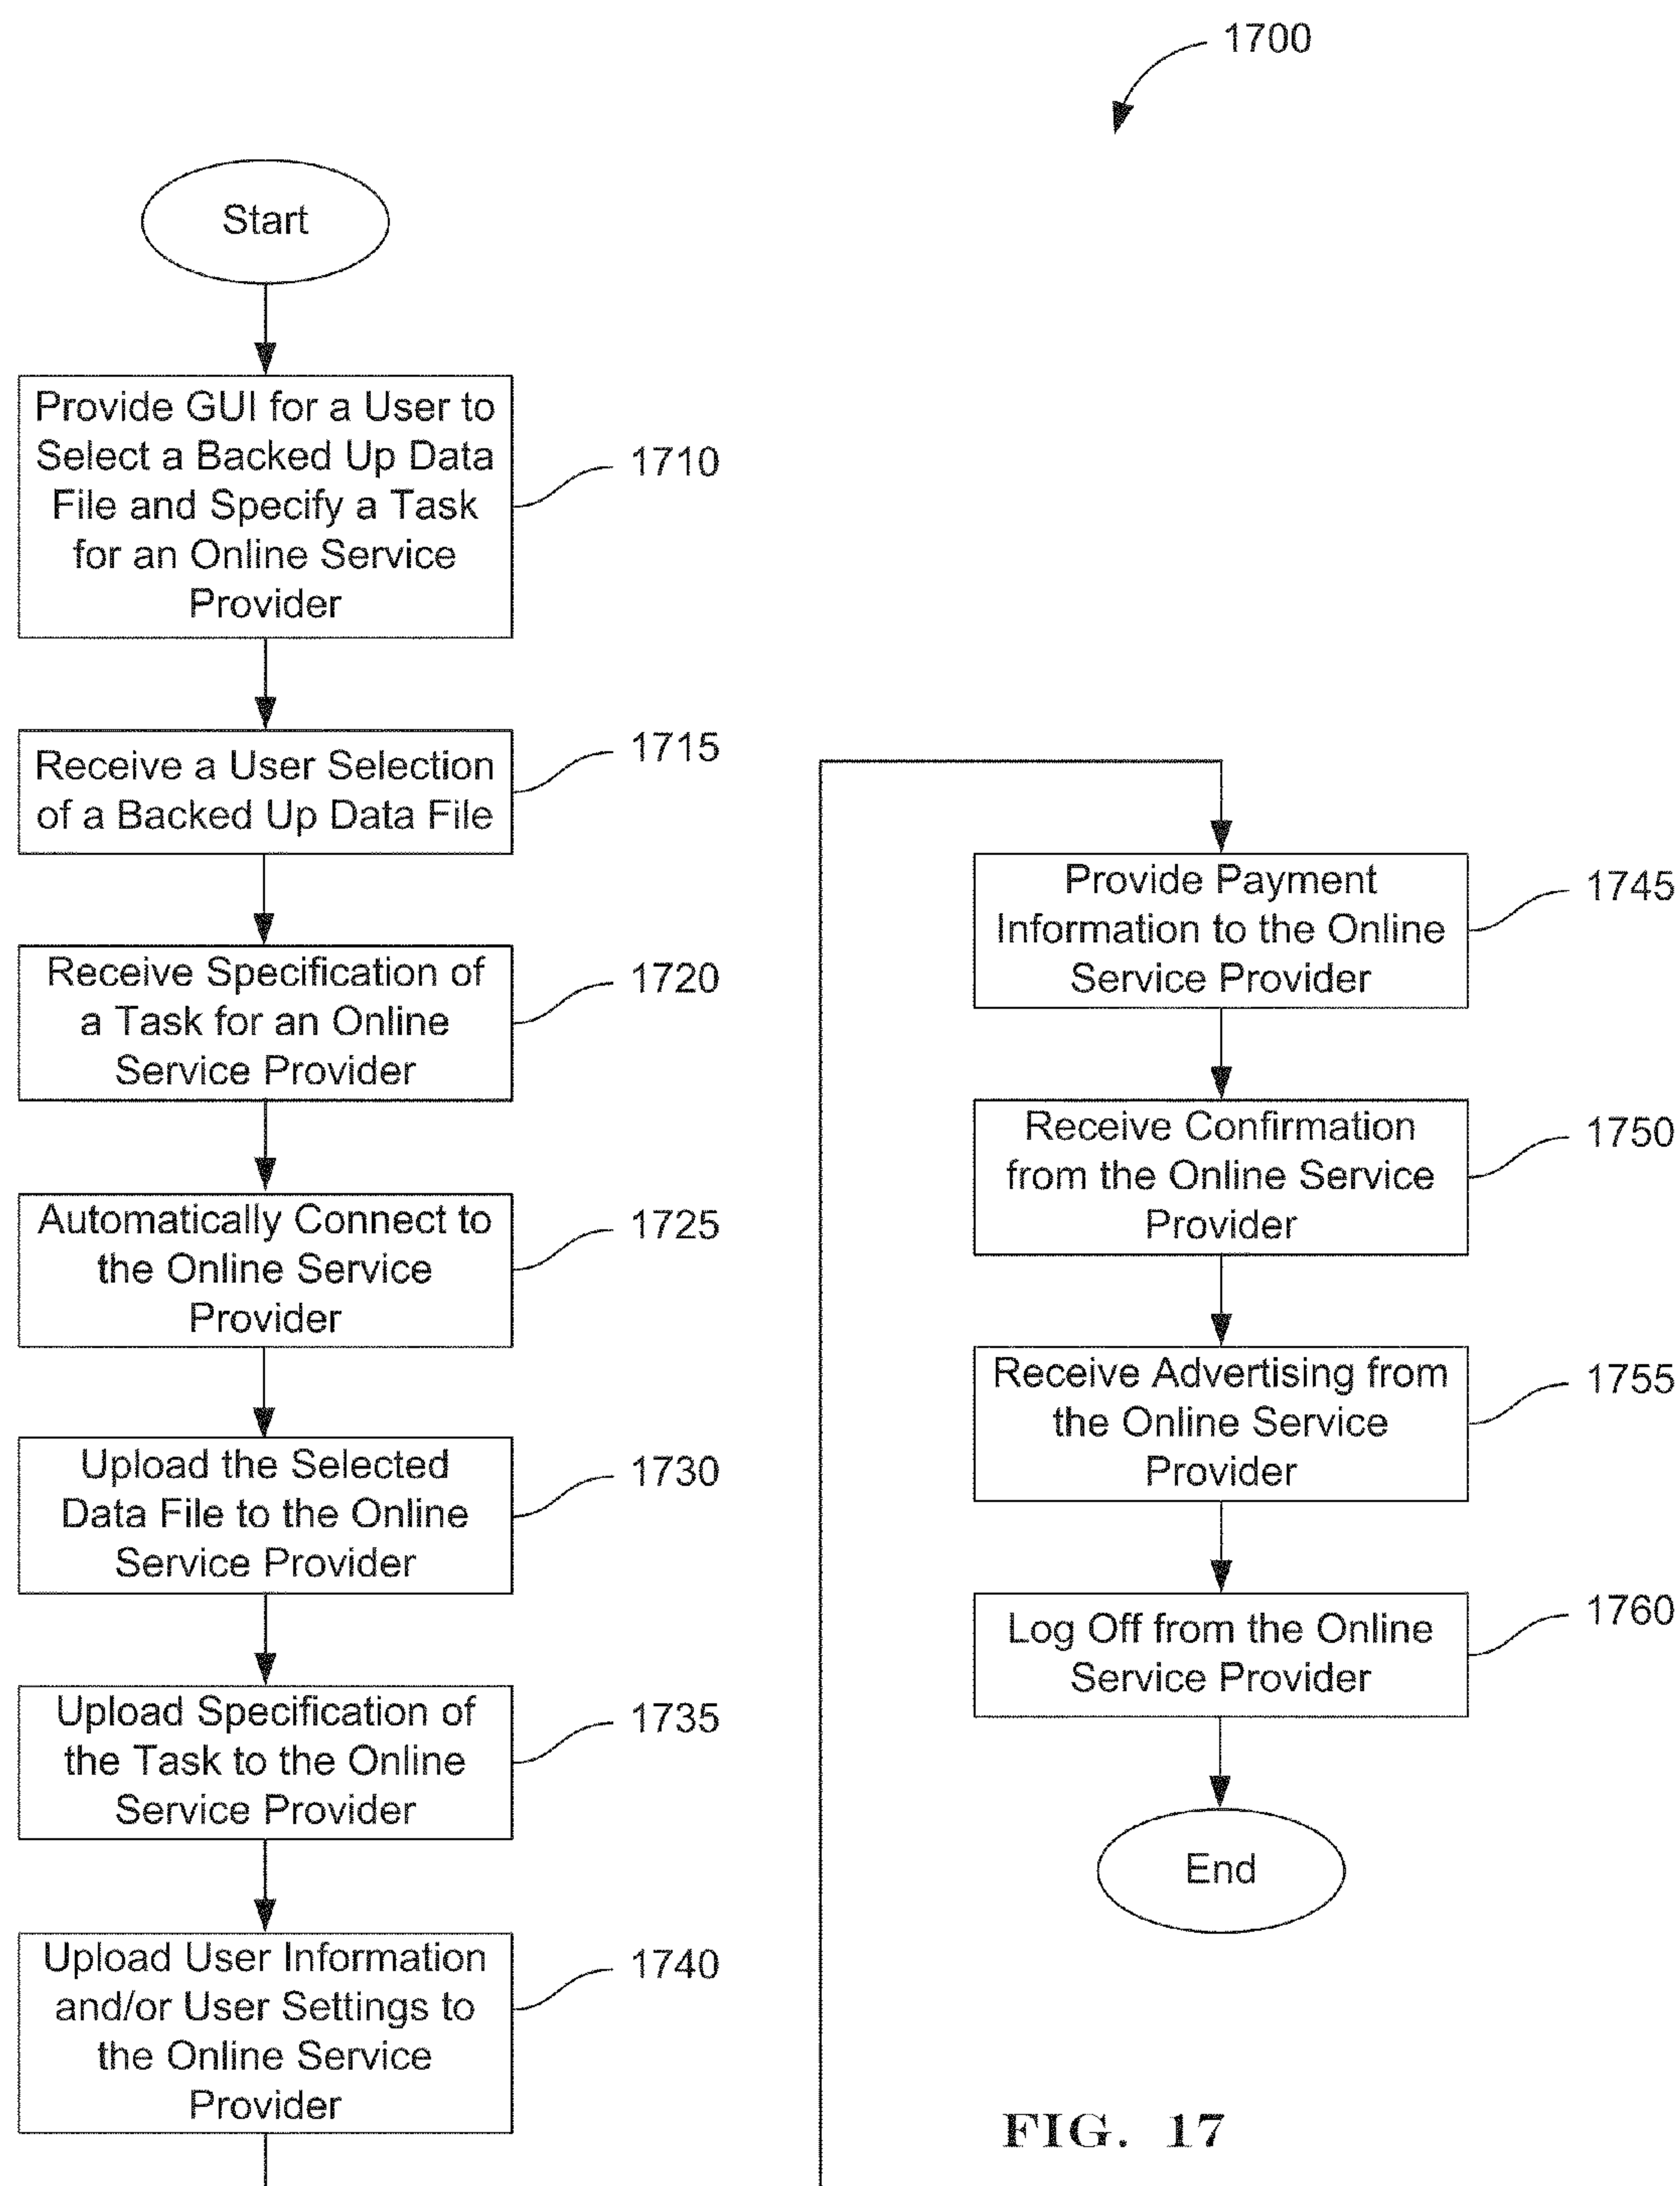 1700
Start
Provide GUI for a User to
Select a Backed Up Data
File and Specify a Task
for an Online Service
Provider
1710
Receive a User Selection
of a Backed Up Data File
1715
Receive Specification of
a Task for an Online
Service Provider
1720
Automatically Connect to
the Online Service
Provider
1725
Upload the Selected
Data File to the Online
Service Provider
1730
Upload Specification of
the Task to the Online
Service Provider
1735
Upload User Information
and/or User Settings to
the Online Service
Provider
1740
Provide Payment
Information to the Online
Service Provider
1745
Receive Confirmation
from the Online Service
Provider
1750
Receive Advertising from
the Online Service
Provider
1755
Log Off from the Online
Service Provider
1760
End
FIG. 17